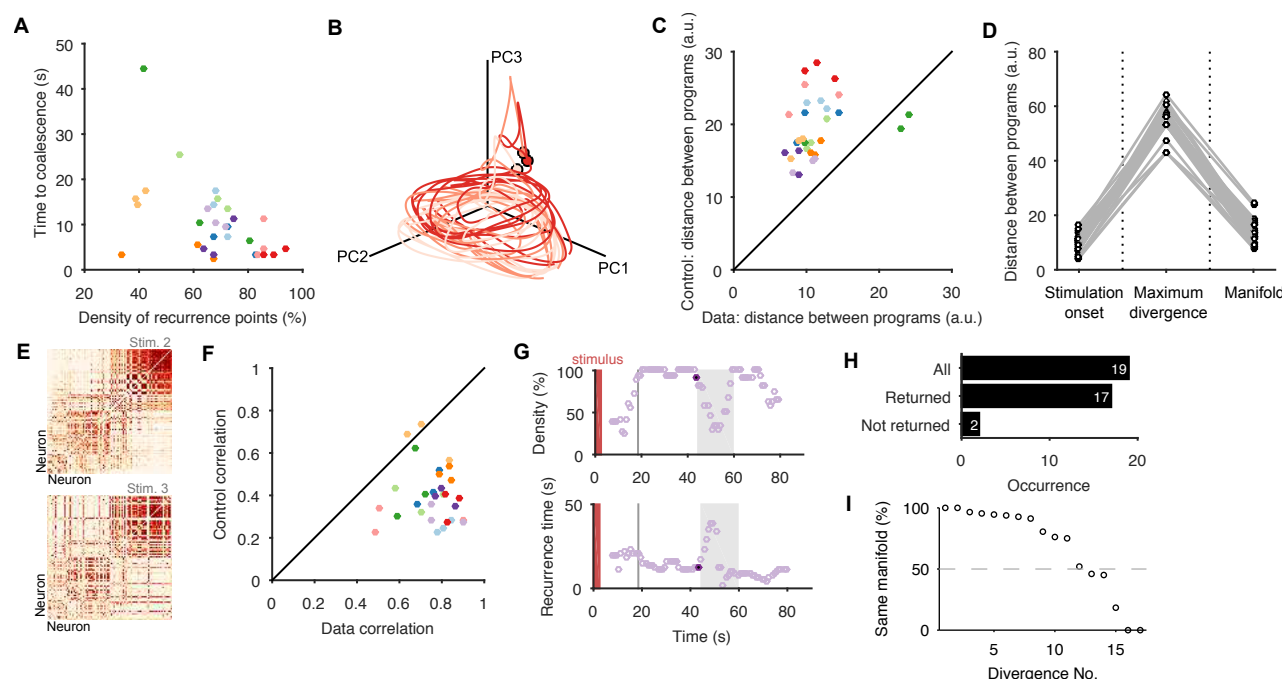 A
Time to coalescence (s)
50
40
30
20
10
0
20
40
60
80
100
Density of recurrence points (%)
B
PC3
PC2
PC1
C
Control: distance between programs (a.u.)
30
20
10
0
0
10
20
30
Data: distance between programs (a.u.)
D
Distance between programs (a.u.)
80
60
40
20
0
Stimulation
onset
Maximum
divergence
Manifold
E
Stim. 2
Neuron
Neuron
Stim. 3
Neuron
Neuron
F
Control correlation
1
0.8
0.6
0.4
0.2
0
0
0.2
0.4
0.6
0.8
1
Data correlation
G
stimulus
Density (%)
100
50
0
0
20
40
60
80
Recurrence time (s)
50
0
0
20
40
60
80
Time (s)
H
All
Returned
Not returned
19
17
2
0
10
20
Occurrence
I
Same manifold (%)
100
50
0
5
10
15
Divergence No.